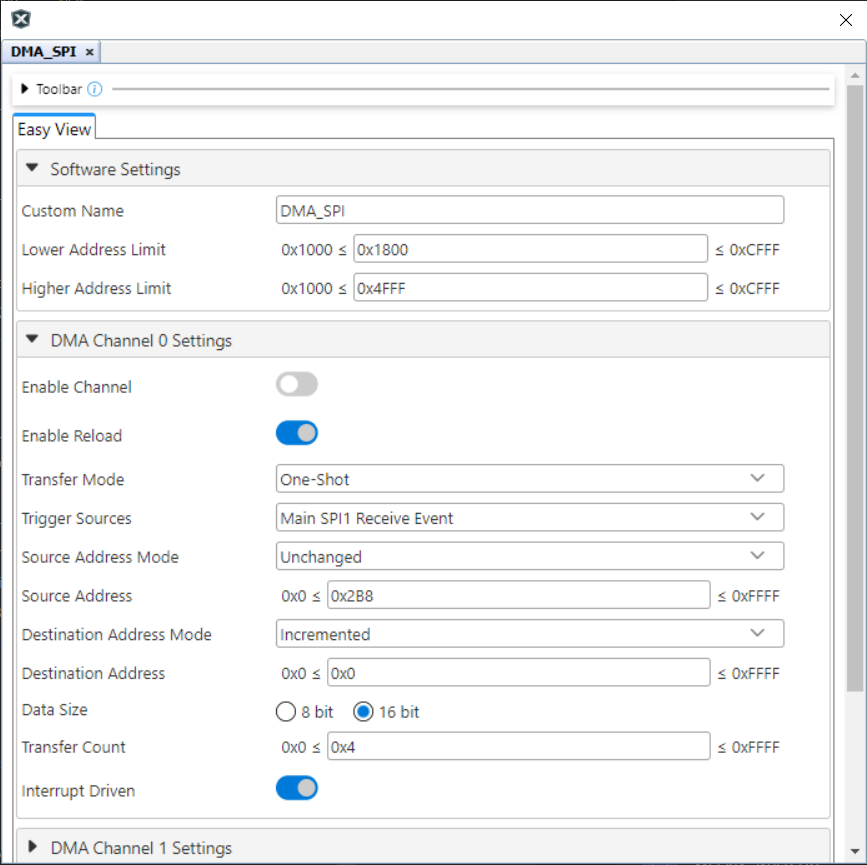 DMA_SPI ×
Toolbar i
Easy View
Software Settings
Custom Name DMA_SPI
Lower Address Limit 0x1000 ≤ 0x1800 ≤ 0xCFFF
Higher Address Limit 0x1000 ≤ 0x4FFF ≤ 0xCFFF
DMA Channel 0 Settings
Enable Channel
Enable Reload
Transfer Mode One-Shot
Trigger Sources Main SPI1 Receive Event
Source Address Mode Unchanged
Source Address 0x0 ≤ 0x2B8 ≤ 0xFFFF
Destination Address Mode Incremented
Destination Address 0x0 ≤ 0x0 ≤ 0xFFFF
Data Size 8 bit 16 bit
Transfer Count 0x0 ≤ 0x4 ≤ 0xFFFF
Interrupt Driven
DMA Channel 1 Settings